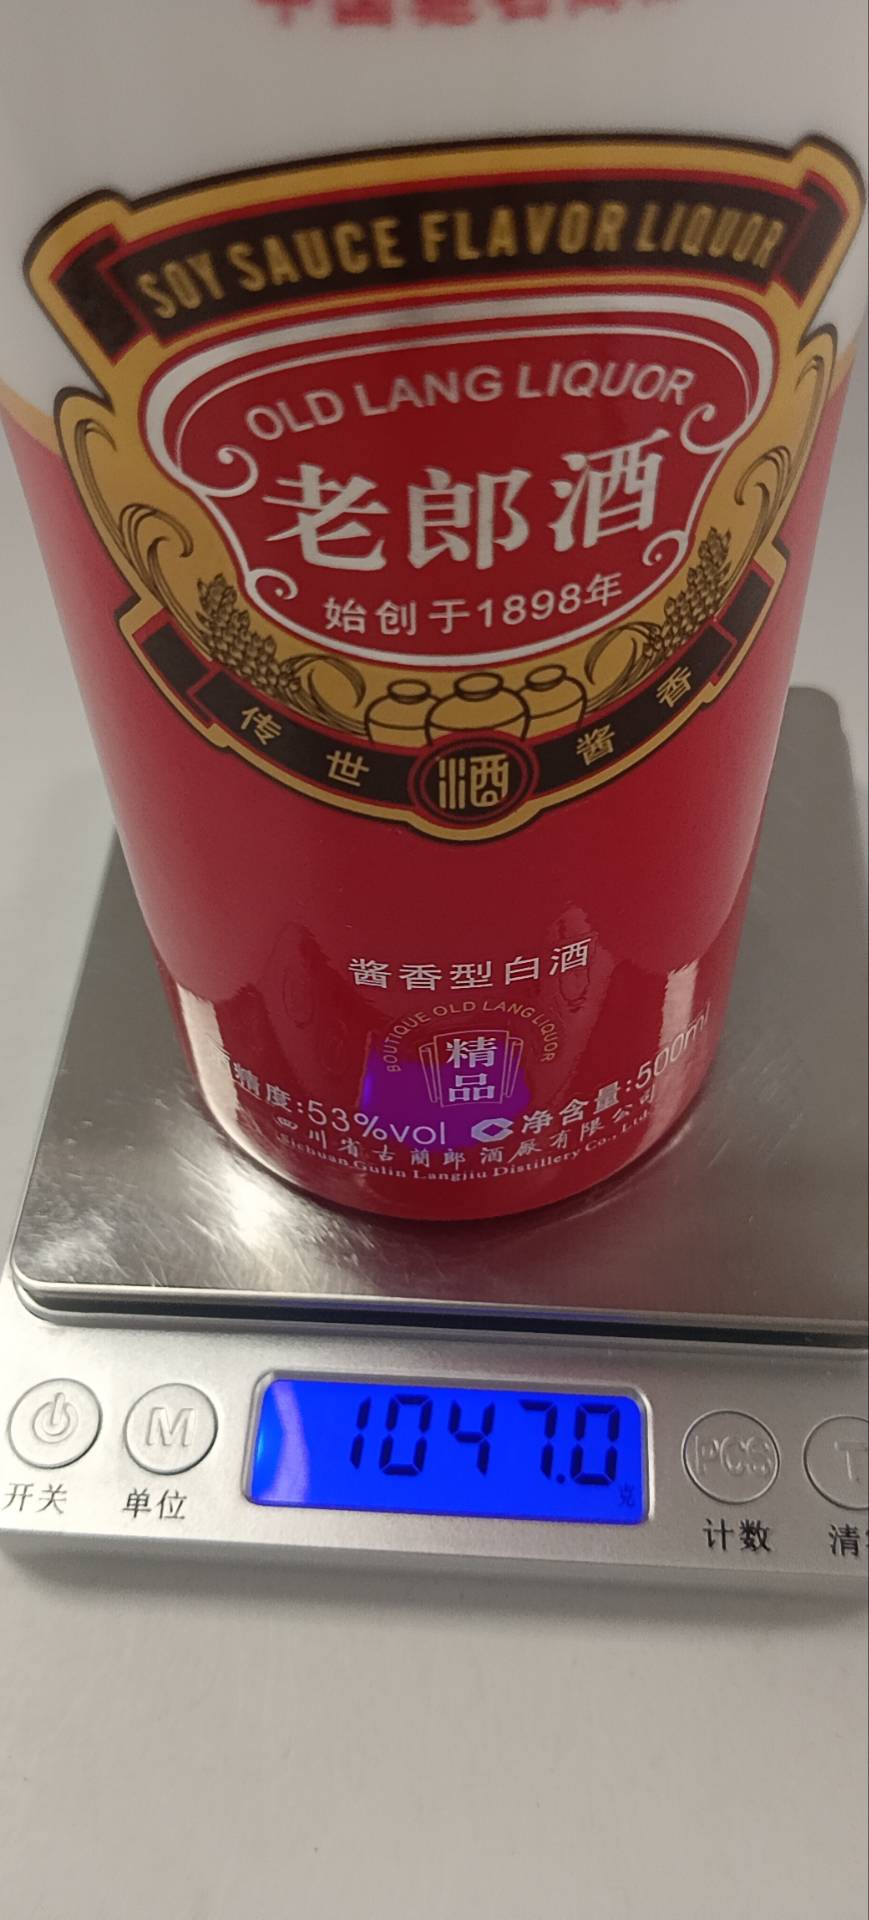 SOY SAUCE FLAVOR LIQUOR
OLD LANG LIQUOR
老郎酒
始创于1898年
传世酒酱香
酱香型白酒
BOUTIQUE OLD LANG LIQUOR
精品
精度:53%vol 净含量:500ml
四川省古蔺郎酒厰有限公司
Sichuan Gulin Langjiu Distillery Co., Ltd.
1047.0
克
M PCS T
开关 单位 计数 清